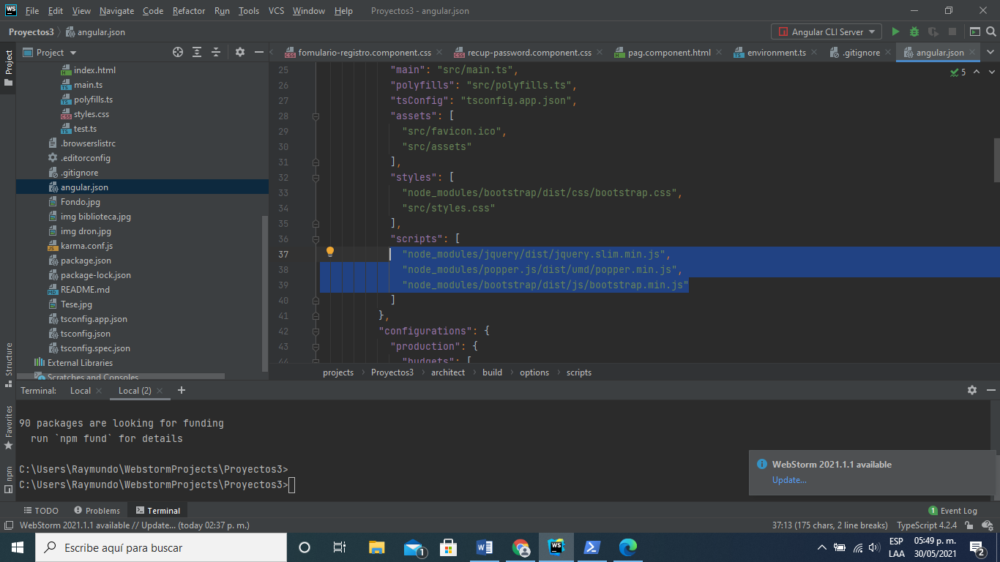 WS File Edit View Navigate Code Refactor Run Tools VCS Window Help Proyectos3 - angular.json
Proyectos3 angular.json Angular CLI Server
Project
Project
fomulario-registro.component.css recup-password.component.css pag.component.html environment.ts .gitignore angular.json
index.html
main.ts
polyfills.ts
styles.css
test.ts
.browserslistrc
.editorconfig
.gitignore
angular.json
Fondo.jpg
img biblioteca.jpg
img dron.jpg
karma.conf.js
package.json
package-lock.json
README.md
Tese.jpg
tsconfig.app.json
tsconfig.json
tsconfig.spec.json
External Libraries
Scratches and Consoles
5
25 "main": "src/main.ts",
26 "polyfills": "src/polyfills.ts",
27 "tsConfig": "tsconfig.app.json",
28 "assets": [
29 "src/favicon.ico",
30 "src/assets"
31 ],
32 "styles": [
33 "node_modules/bootstrap/dist/css/bootstrap.css",
34 "src/styles.css"
35 ],
36 "scripts": [
37 "node_modules/jquery/dist/jquery.slim.min.js",
38 "node_modules/popper.js/dist/umd/popper.min.js",
39 "node_modules/bootstrap/dist/js/bootstrap.min.js"
40 ]
41 },
42 "configurations": {
43 "production": {
44 "budgets": [
projects Proyectos3 architect build options scripts
Structure
Favorites
npm
Terminal: Local Local (2) +
90 packages are looking for funding
run `npm fund` for details
C:\Users\Raymundo\WebstormProjects\Proyectos3>
C:\Users\Raymundo\WebstormProjects\Proyectos3>
WebStorm 2021.1.1 available
Update...
TODO Problems Terminal 1 Event Log
WebStorm 2021.1.1 available // Update... (today 02:37 p. m.) 37:13 (175 chars, 2 line breaks) TypeScript 4.2.4
Escribe aquí para buscar 1 W WS ESP 05:49 p. m.
LAA 30/05/2021 2